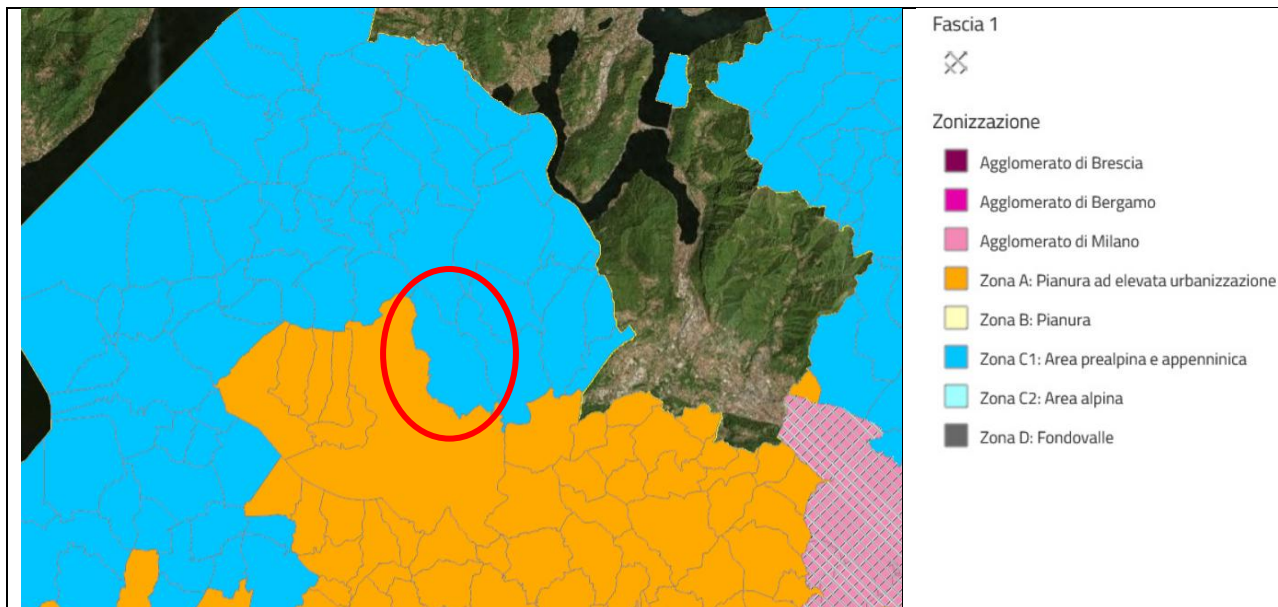 Fascia 1
Zonizzazione
Agglomerato di Brescia
Agglomerato di Bergamo
Agglomerato di Milano
Zona A: Pianura ad elevata urbanizzazione
Zona B: Pianura
Zona C1: Area prealpina e appenninica
Zona C2: Area alpina
Zona D: Fondovalle